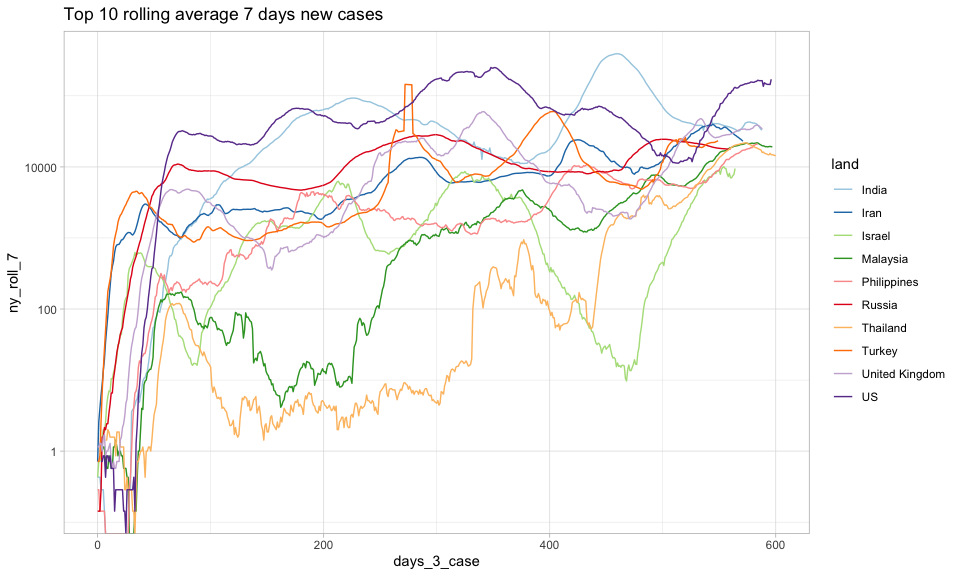 Top 10 rolling average 7 days new cases
ny_roll_7
10000
100
1
0
200
400
600
days_3_case
land
India
Iran
Israel
Malaysia
Philippines
Russia
Thailand
Turkey
United Kingdom
US